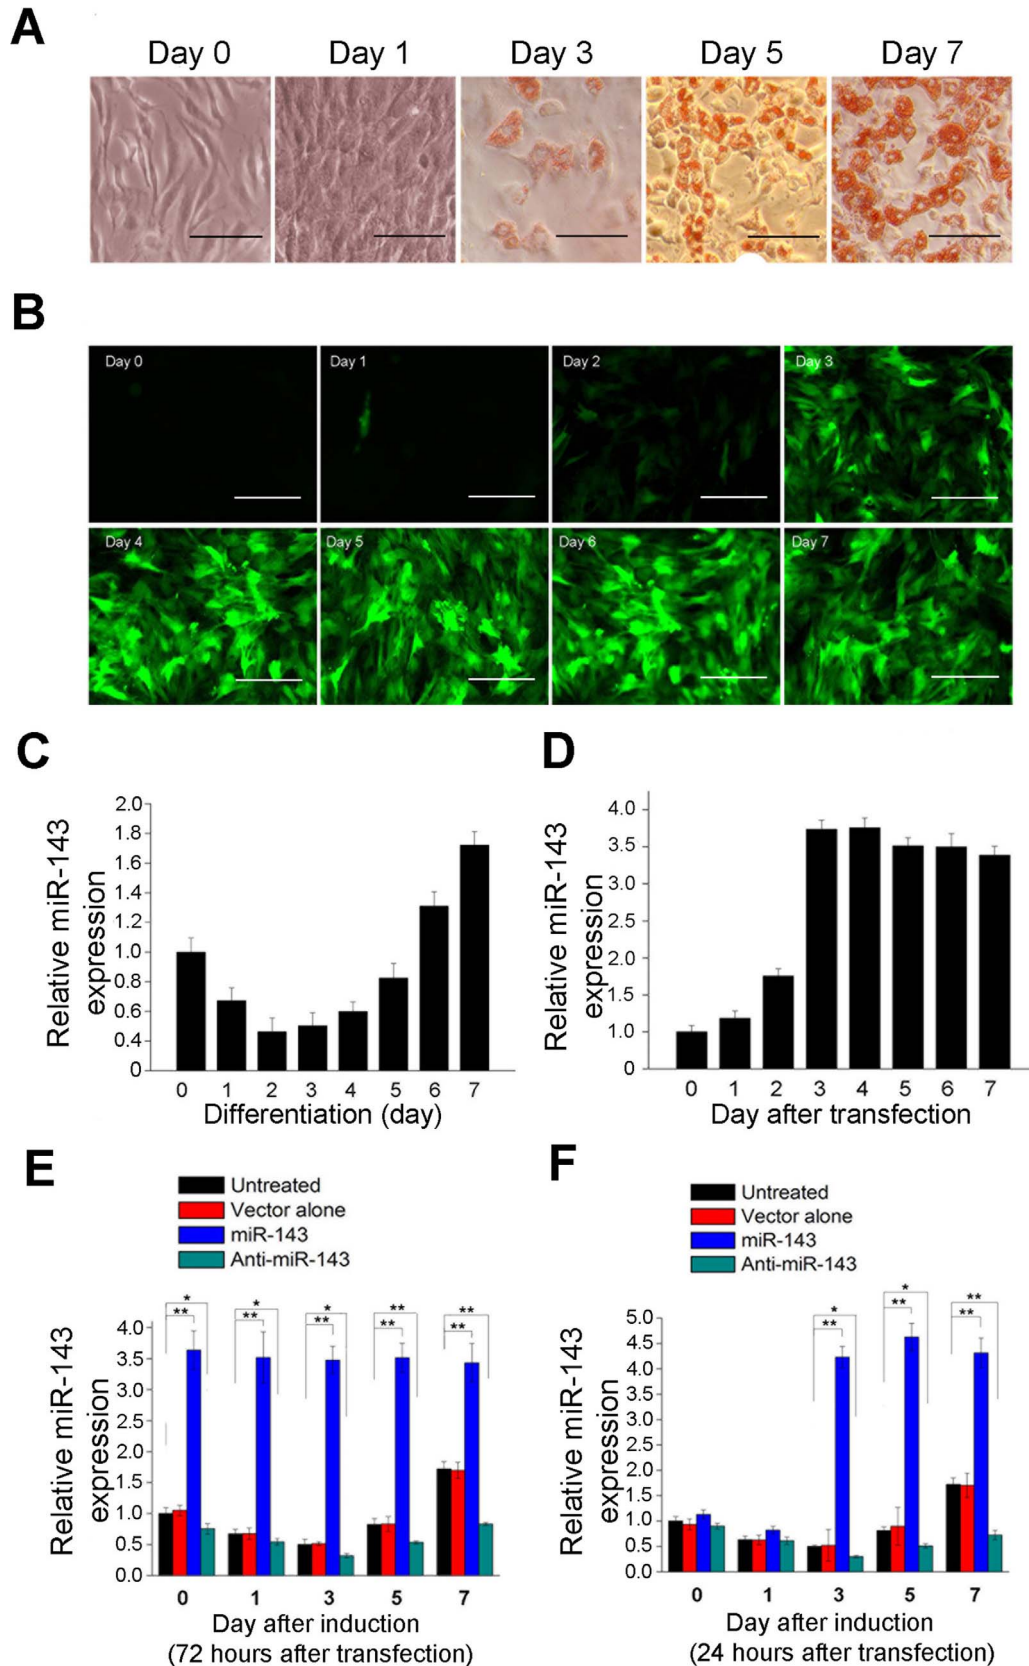 A
Day 0 Day 1 Day 3 Day 5 Day 7
B
Day 0 Day 1 Day 2 Day 3
Day 4 Day 5 Day 6 Day 7
C
Relative miR-143
expression
2.0
1.8
1.6
1.4
1.2
1.0
0.8
0.6
0.4
0
0 1 2 3 4 5 6 7
Differentiation (day)
D
Relative miR-143
expression
4.0
3.5
3.0
2.5
2.0
1.5
1.0
0
0 1 2 3 4 5 6 7
Day after transfection
E
Untreated
Vector alone
miR-143
Anti-miR-143
Relative miR-143
expression
* * * ** **
** ** ** ** **
4.0
3.5
3.0
2.5
2.0
1.5
1.0
0.5
0.0
0 1 3 5 7
Day after induction
(72 hours after transfection)
F
Untreated
Vector alone
miR-143
Anti-miR-143
Relative miR-143
expression
* * **
** ** **
5.0
4.5
4.0
3.5
3.0
2.5
2.0
1.5
1.0
0.5
0.0
0 1 3 5 7
Day after induction
(24 hours after transfection)